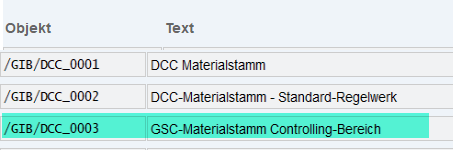 Objekt Text
/GIB/DCC_0001 DCC Materialstamm
/GIB/DCC_0002 DCC-Materialstamm - Standard-Regelwerk
/GIB/DCC_0003 GSC-Materialstamm Controlling-Bereich